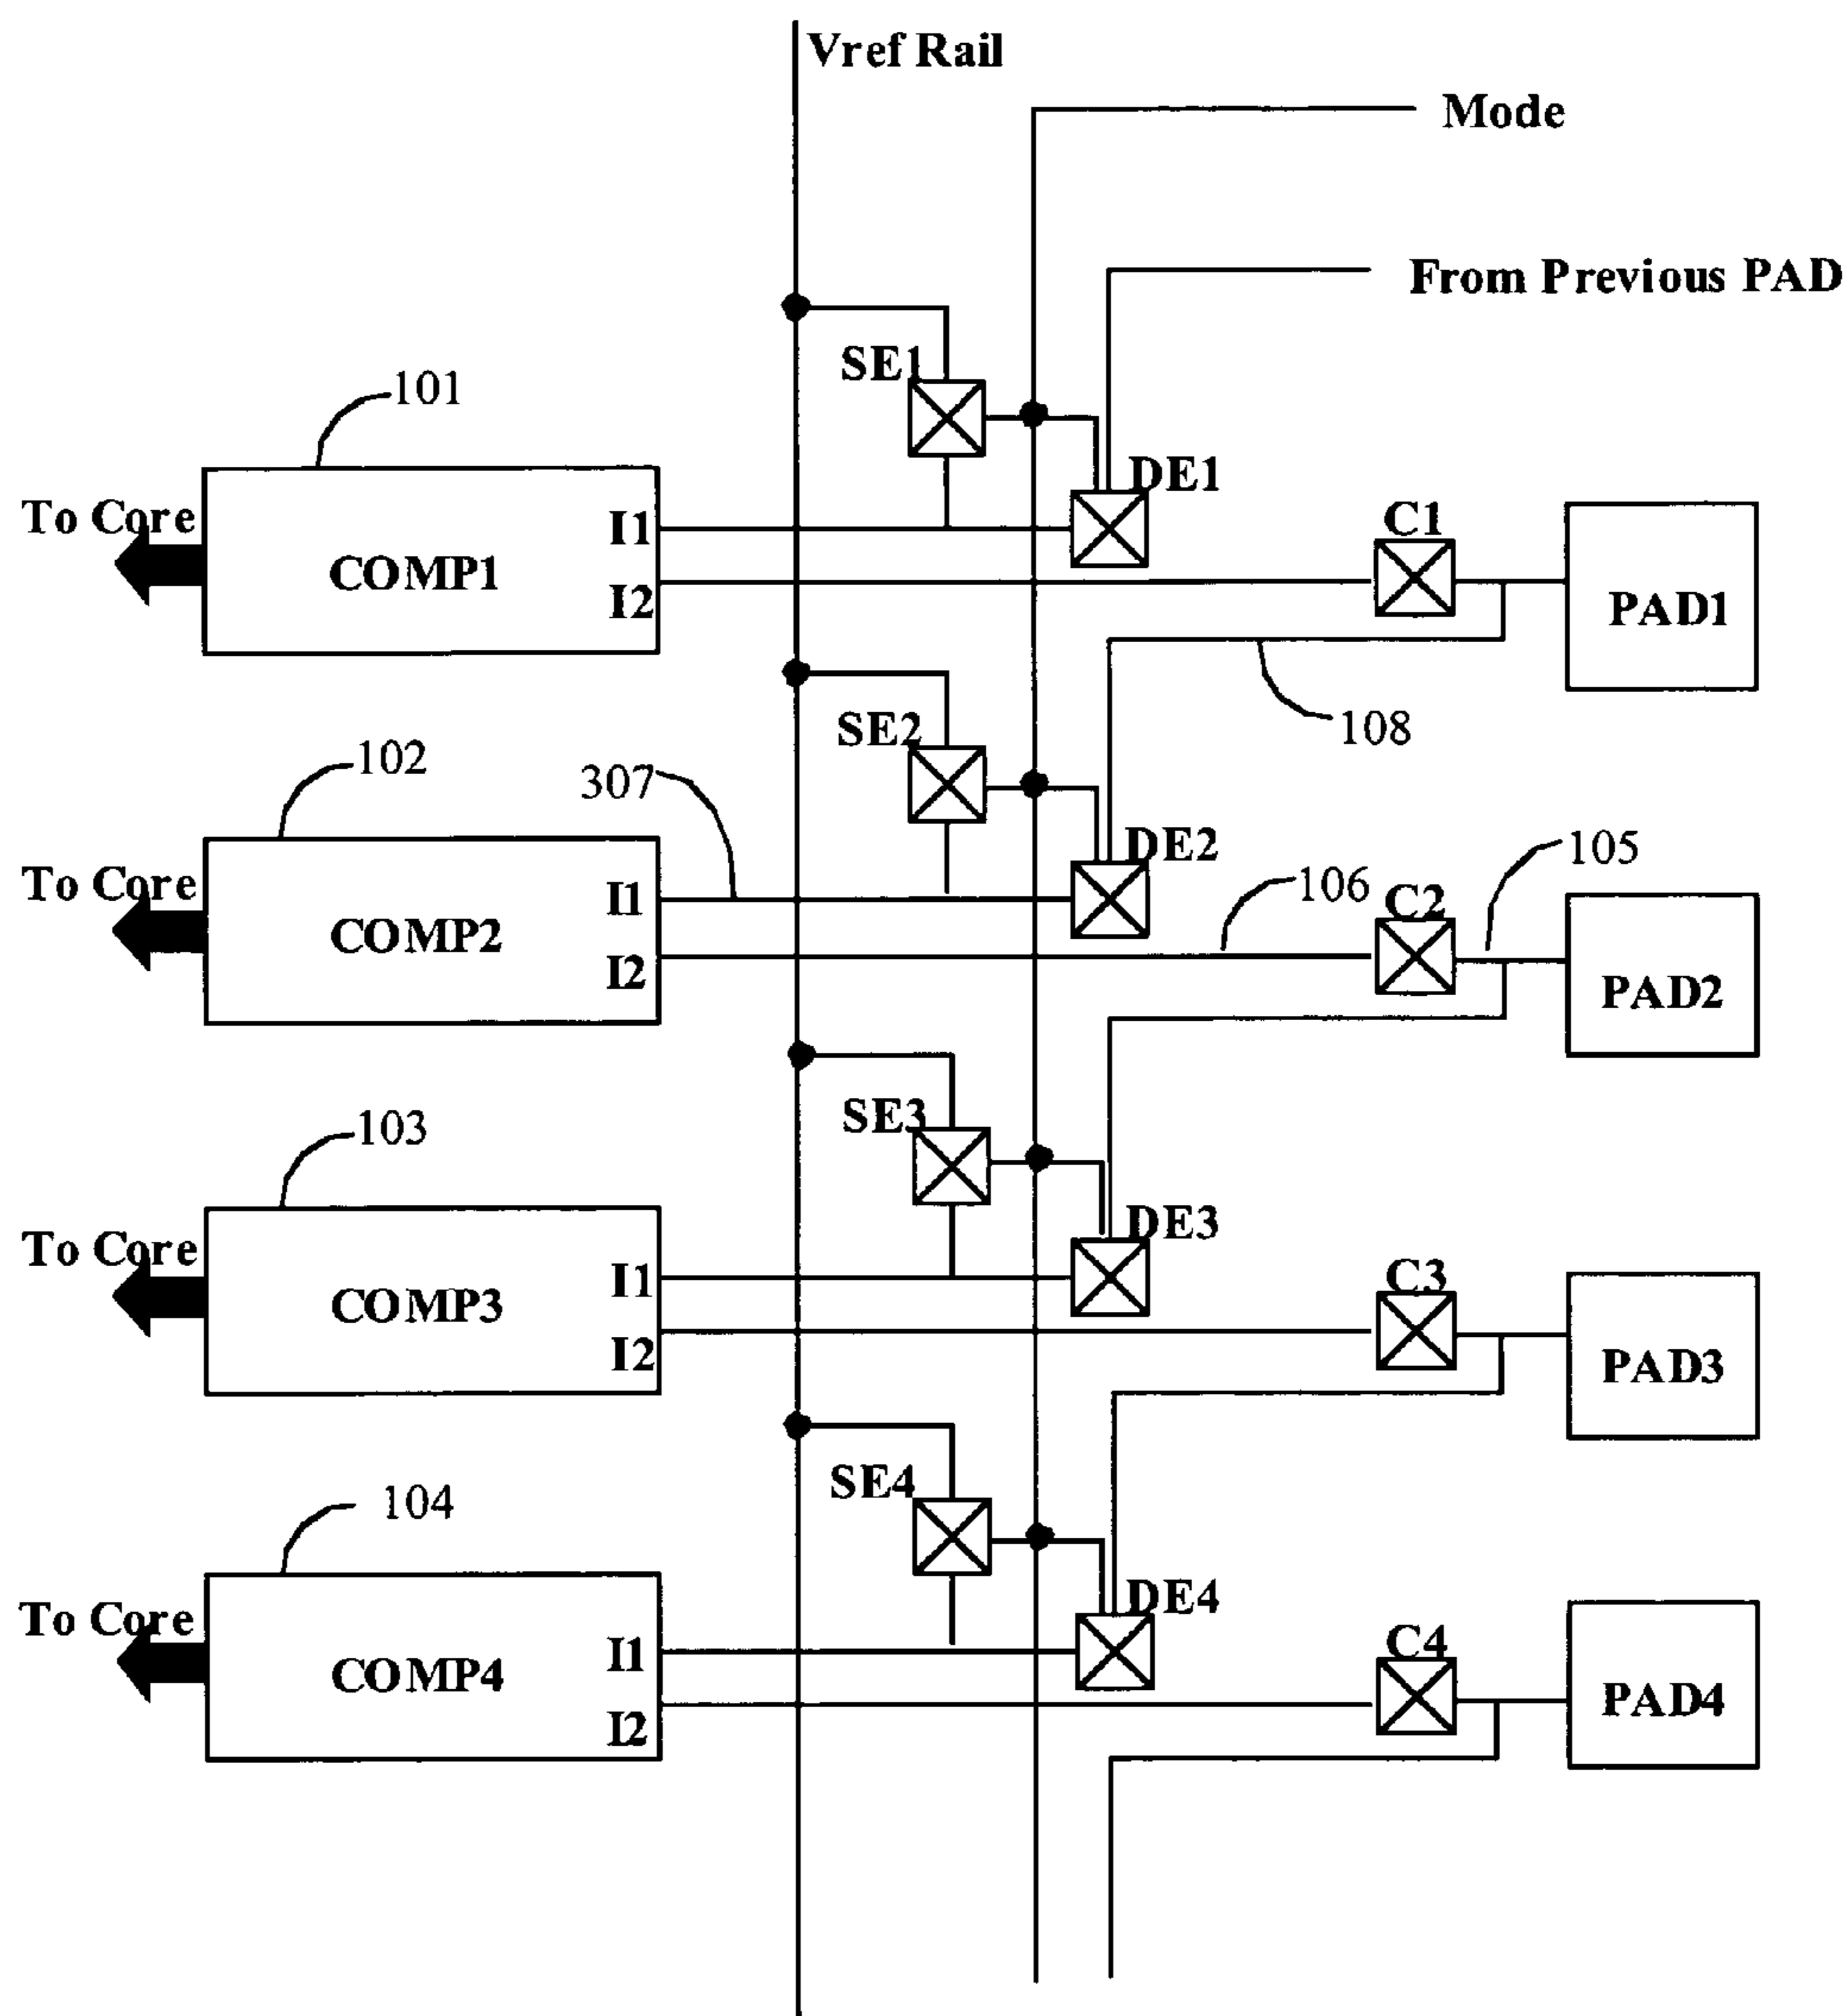 Vref Rail
Mode
From Previous PAD
SE1
101
DE1
To Core
I1
C1
COMP1
I2
PAD1
SE2
108
102
307
DE2
105
To Core
I1
106
C2
COMP2
I2
PAD2
SE3
103
DE3
To Core
I1
C3
COMP3
I2
PAD3
SE4
104
DE4
To Core
I1
C4
COMP4
I2
PAD4